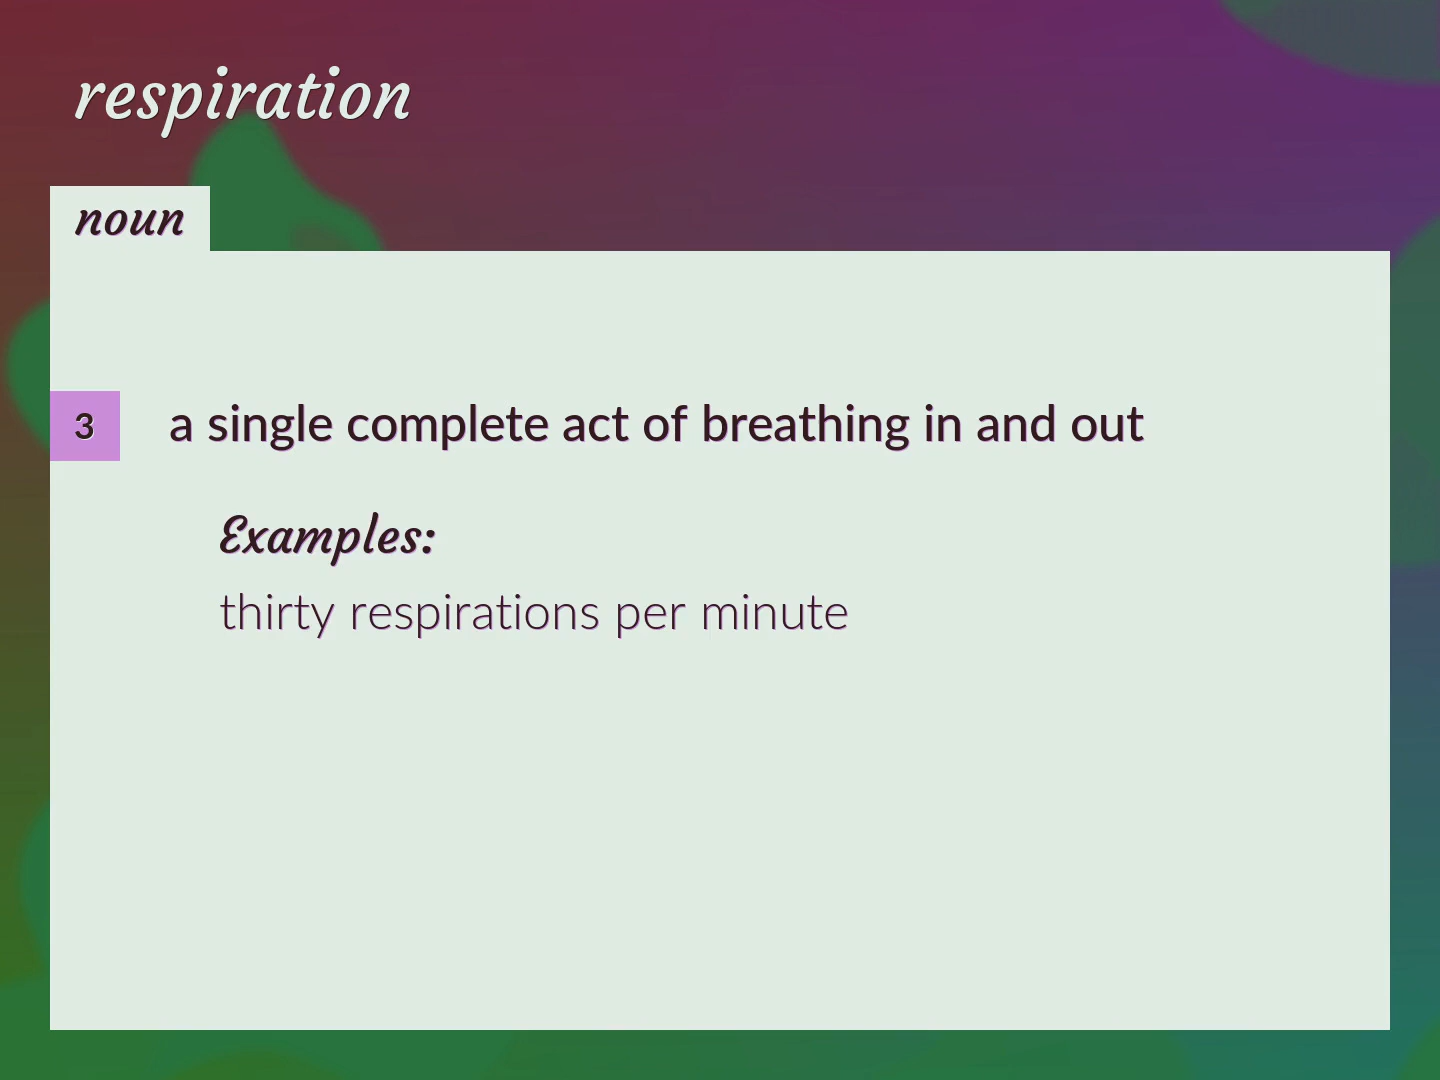 respiration
noun
3 a single complete act of breathing in and out
Examples:
thirty respirations per minute